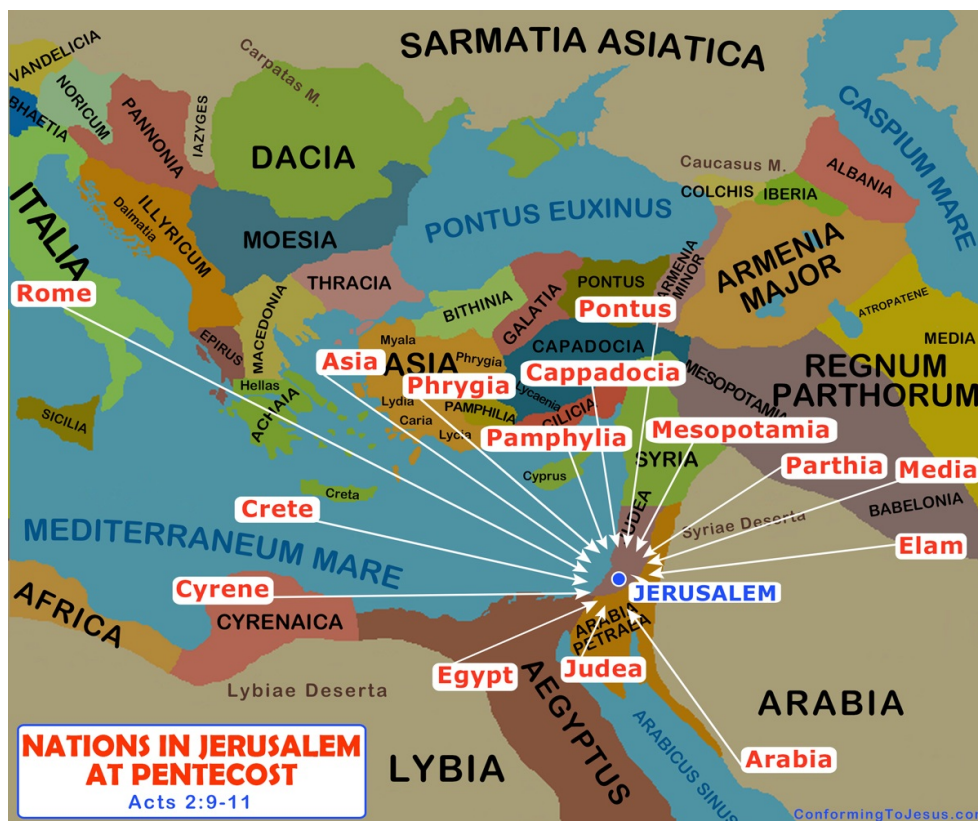 SARMATIA ASIATICA
VANDELICIA
NORICUM
BHAETIA
PANNONIA
IAZYGES
Carpatas M.
DACIA
CASPIUM MARE
Caucasus M.
COLCHIS
IBERIA
ALBANIA
ITALIA
ILLYRICUM
Dalmatia
MOESIA
PONTUS EUXINUS
ARMENIA
MAJOR
ARMENIA
MINOR
THRACIA
Rome
MACEDONIA
EPIRUS
BITHINIA
GALATIA
PONTUS
Pontus
ATROPATENE
MEDIA
Myala
ASIA
Phrygia
CAPADOCIA
Asia
Phrygia
Cappadocia
MESOPOTAMIA
REGNUM
PARTHORUM
Hellas
ACHAIA
SICILIA
Lydia
Caria
Lycia
PAMPHILIA
Lycaenia
CILICIA
Pamphylia
Mesopotamia
SYRIA
Parthia
Media
Cyprus
Creta
BABELONIA
Crete
JUDEA
Syriae Deserta
MEDITERRANEUM MARE
Elam
AFRICA
Cyrene
CYRENAICA
JERUSALEM
ARABIA
PETRAEA
Egypt
Judea
Lybiae Deserta
AEGYPTUS
ARABIA
ARABICUS SINUS
Arabia
LYBIA
NATIONS IN JERUSALEM
AT PENTECOST
Acts 2:9-11
ConformingToJesus.com